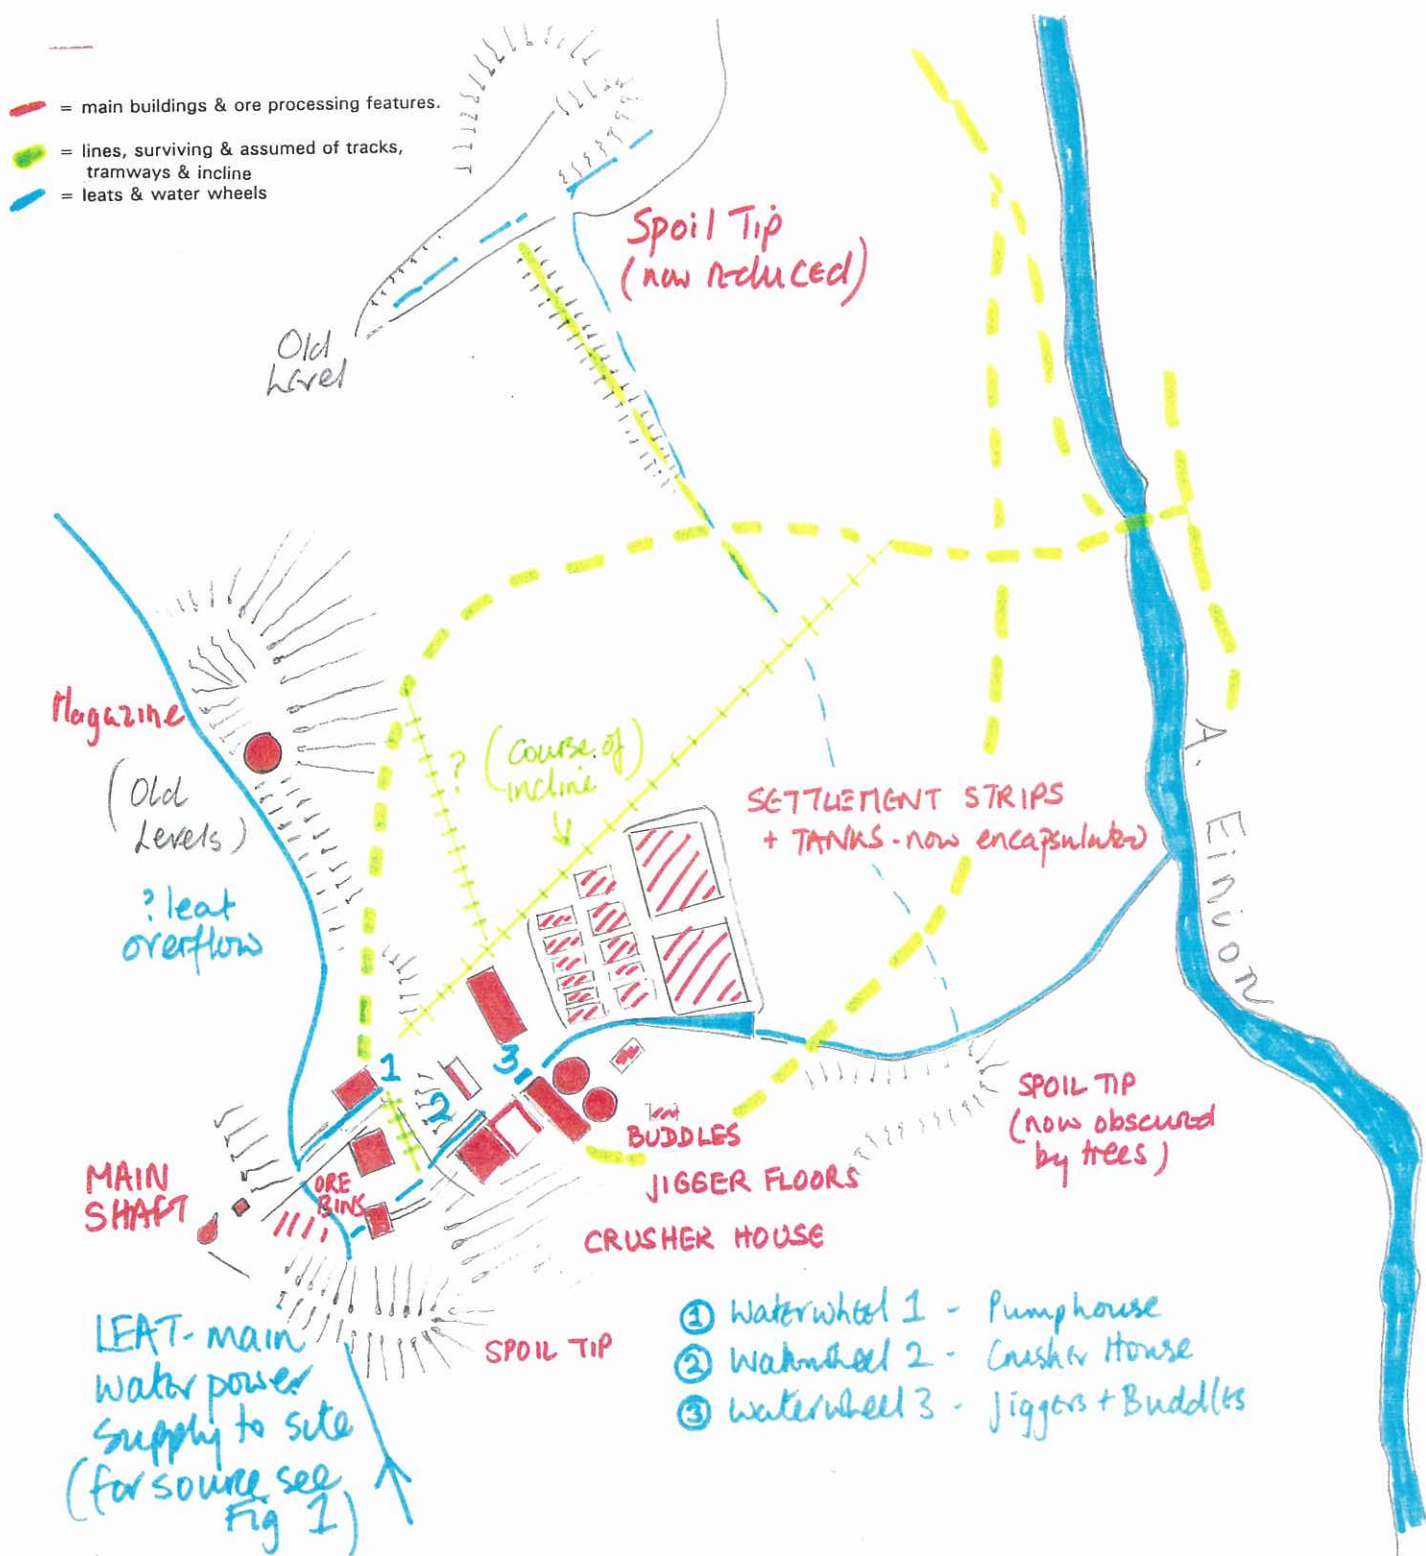 = main buildings & ore processing features.
= lines, surviving & assumed of tracks,
tramways & incline
= leats & water wheels
Spoil Tip
(now reduced)
Old
Level
Magazine
(Old
Levels)
? leat
overflow
? (Course of)
incline
SETTLEMENT STRIPS
+ TANKS - now encapsulated
A. Einion
1
2
3
MAIN
SHAFT
ORE
BINS
BUDDLES
JIGGER FLOORS
CRUSHER HOUSE
SPOIL TIP
(now obscured
by trees)
SPOIL TIP
LEAT - main
water power
supply to site
(for source see
Fig 1)
① Waterwheel 1 - Pumphouse
② Waterwheel 2 - Crusher House
③ Waterwheel 3 - Jiggers + Buddles